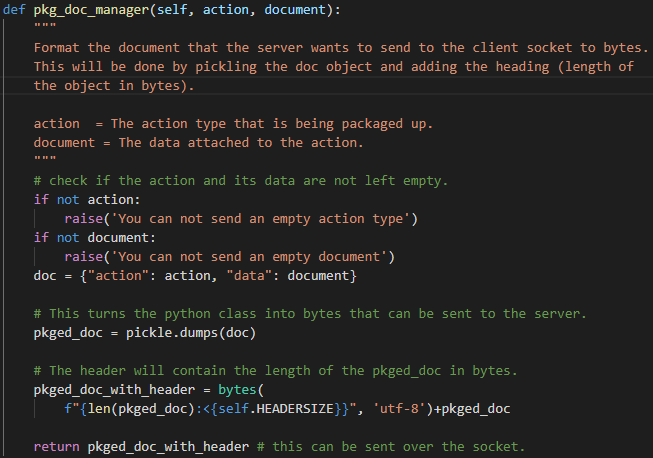 def pkg_doc_manager(self, action, document):
    """
    Format the document that the server wants to send to the client socket to bytes.
    This will be done by pickling the doc object and adding the heading (length of
    the object in bytes).

    action  = The action type that is being packaged up.
    document = The data attached to the action.
    """
    # check if the action and its data are not left empty.
    if not action:
        raise('You can not send an empty action type')
    if not document:
        raise('You can not send an empty document')
    doc = {"action": action, "data": document}

    # This turns the python class into bytes that can be sent to the server.
    pkged_doc = pickle.dumps(doc)

    # The header will contain the length of the pkged_doc in bytes.
    pkged_doc_with_header = bytes(
        f"{len(pkged_doc):<{self.HEADERSIZE}}", 'utf-8')+pkged_doc

    return pkged_doc_with_header # this can be sent over the socket.